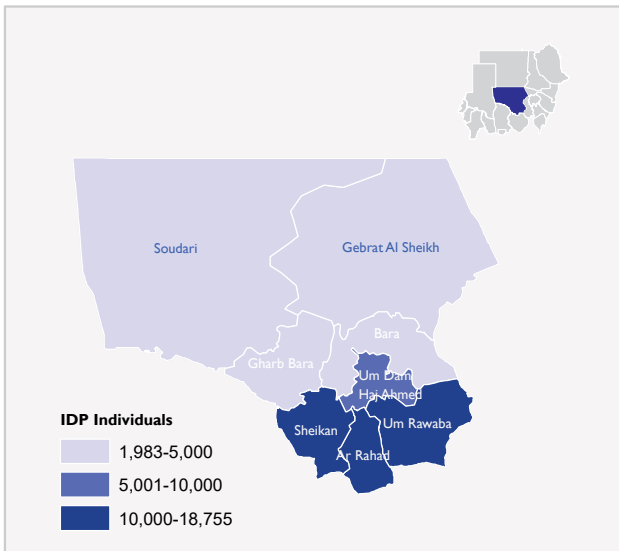 Soudari
Gebrat Al Sheikh
Bara
Gharb Bara
Um Dam
Haj Ahmed
Sheikan
Um Rawaba
Ar Rahad
IDP Individuals
1,983-5,000
5,001-10,000
10,000-18,755